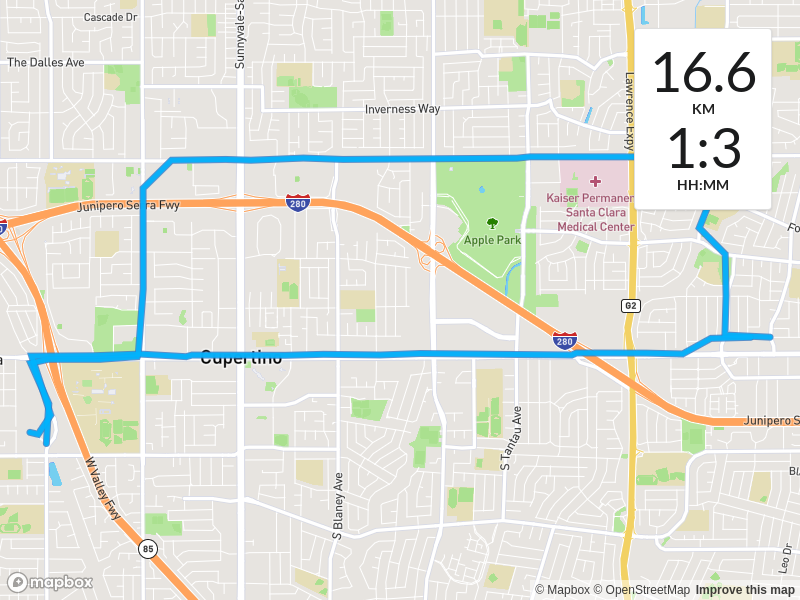 Cascade Dr
Sunnyvale-Sa
The Dalles Ave
Lawrence Expy
16.6
KM
1:3
HH:MM
Inverness Way
Kaiser Permanen
Santa Clara
Medical Center
Junipero Serra Fwy
280
Apple Park
Fo
G2
280
Cupertino
a
Junipero S
S Tantau Ave
W Valley Fwy
S Blaney Ave
Bl
85
Leo Dr
mapbox
© Mapbox © OpenStreetMap Improve this map